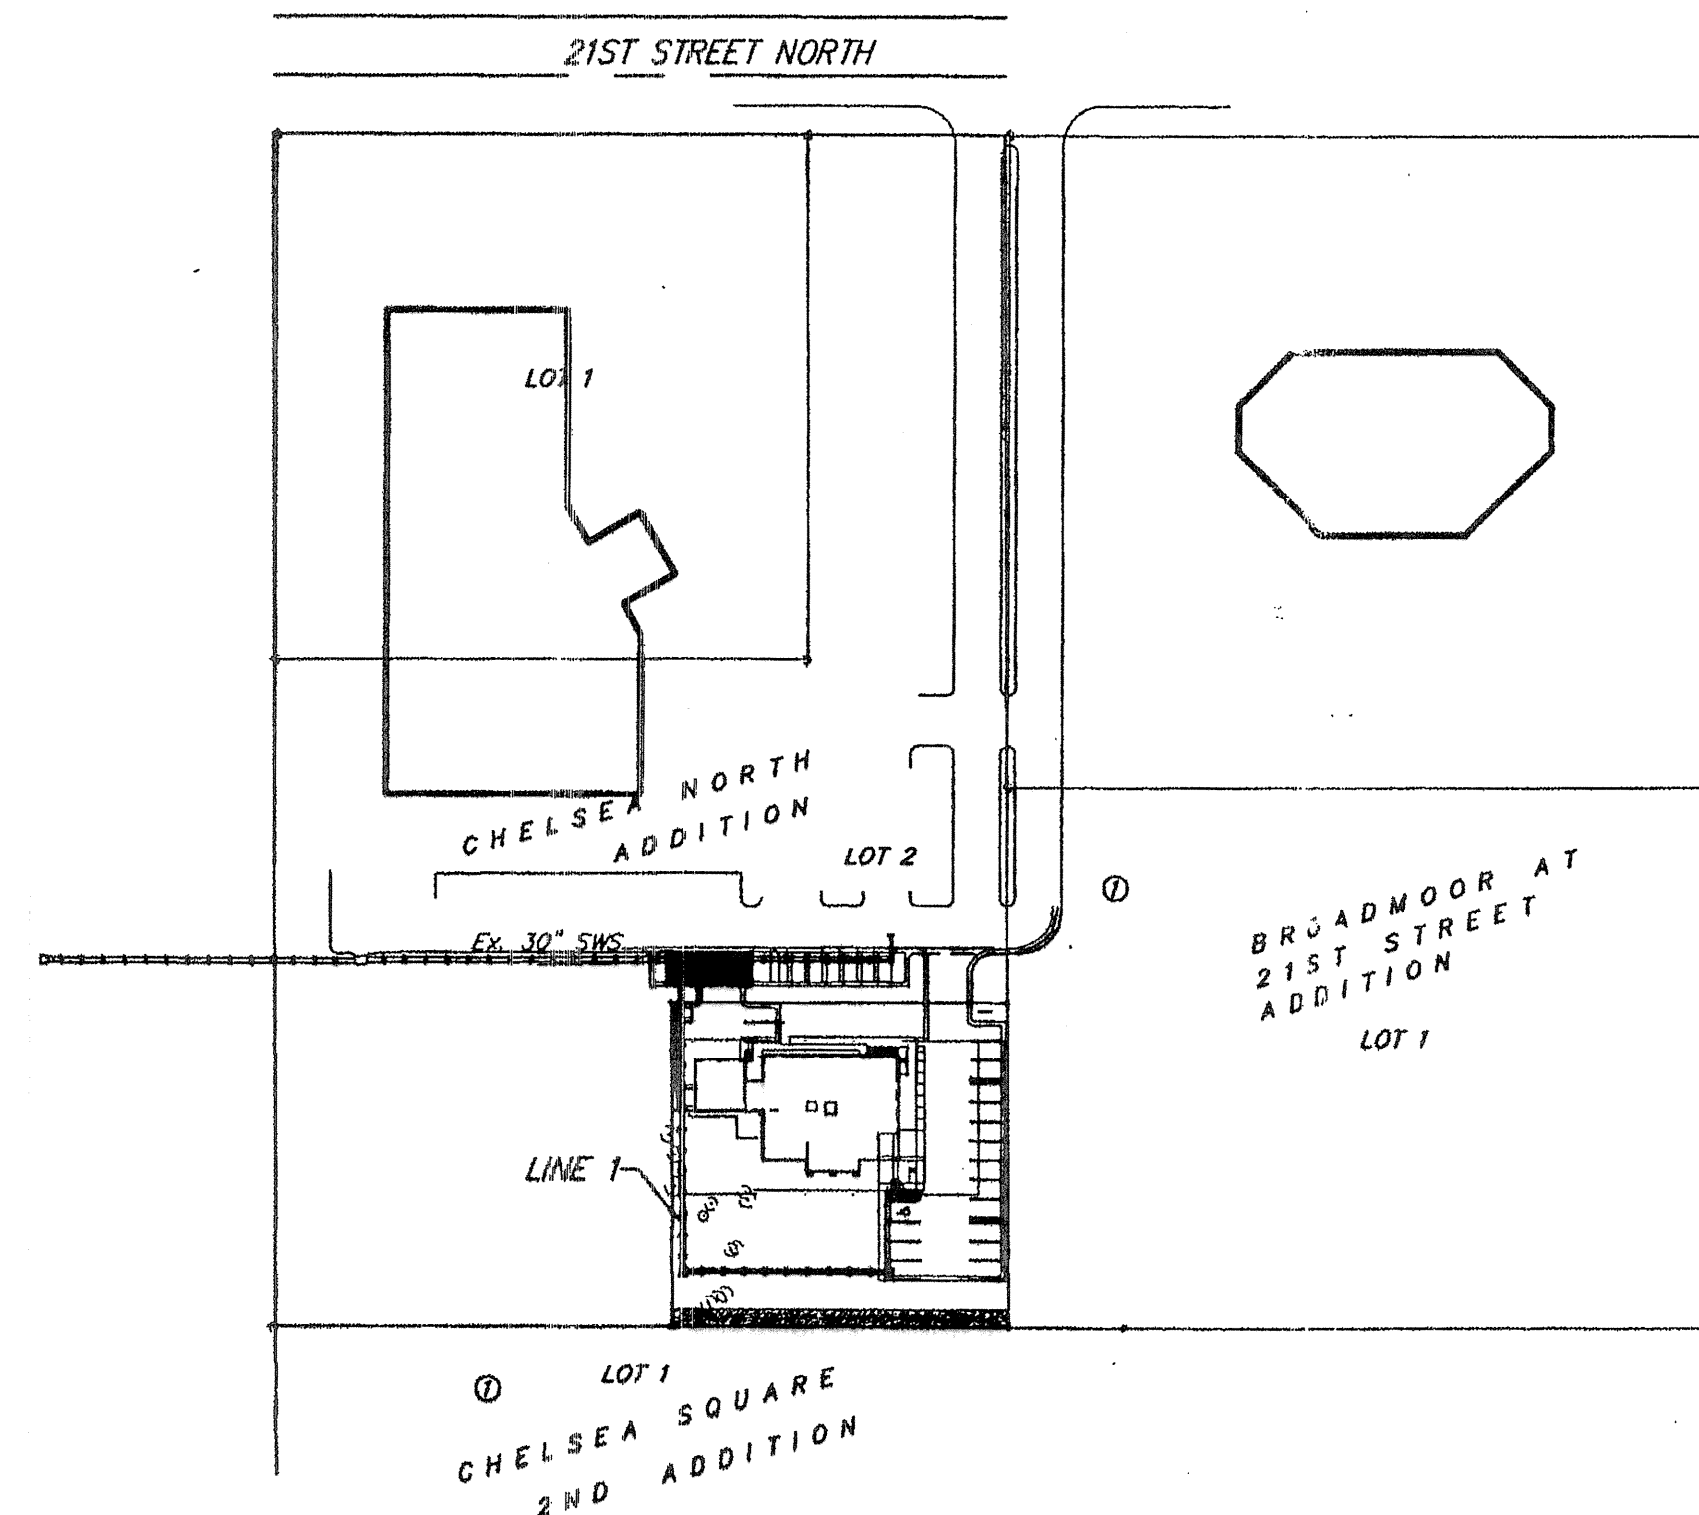 21ST STREET NORTH
LOT 1
CHELSEA NORTH
ADDITION
LOT 2
1
BROADMOOR AT
21ST STREET
ADDITION
LOT 1
Ex. 30" SWS
LINE 1
1
LOT 1
CHELSEA SQUARE
2ND ADDITION